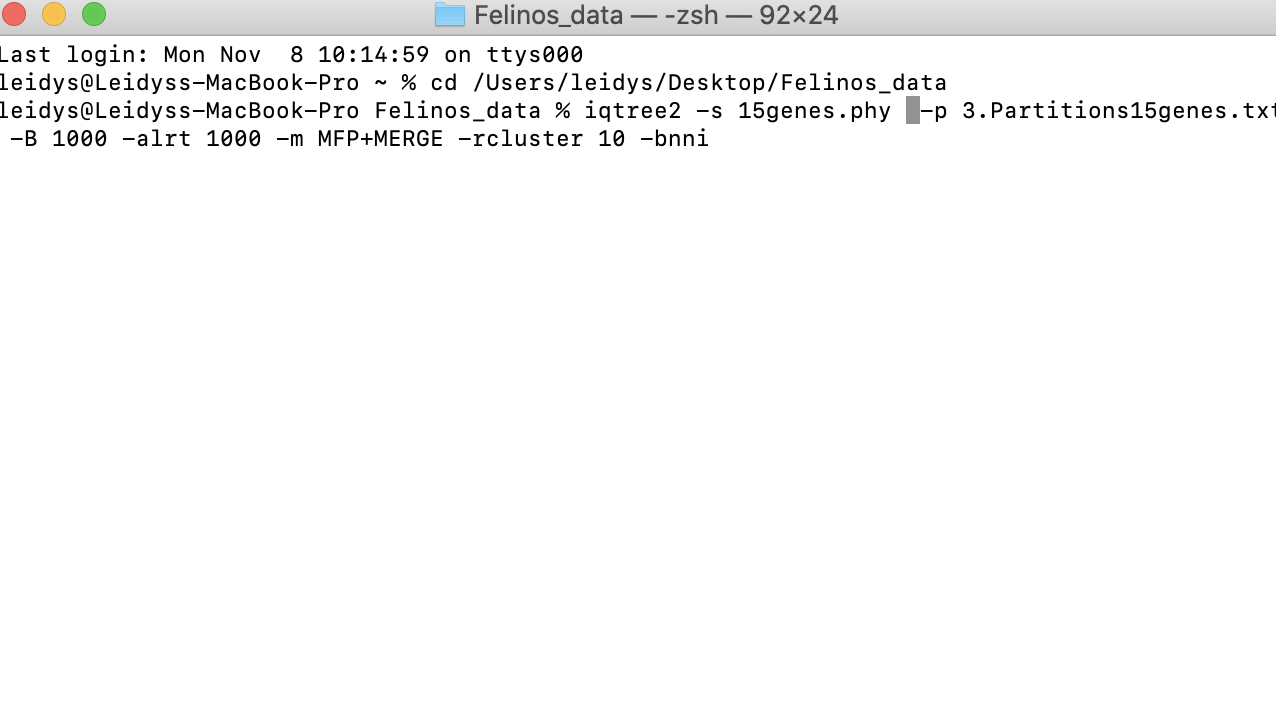 Felinos_data — -zsh — 92×24
Last login: Mon Nov  8 10:14:59 on ttys000
leidys@Leidyss-MacBook-Pro ~ % cd /Users/leidys/Desktop/Felinos_data
leidys@Leidyss-MacBook-Pro Felinos_data % iqtree2 -s 15genes.phy -p 3.Partitions15genes.txt
-B 1000 -alrt 1000 -m MFP+MERGE -rcluster 10 -bnni